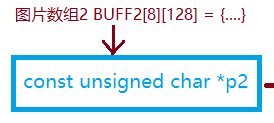 图片数组2 BUFF2[8][128] = {....}
const unsigned char *p2